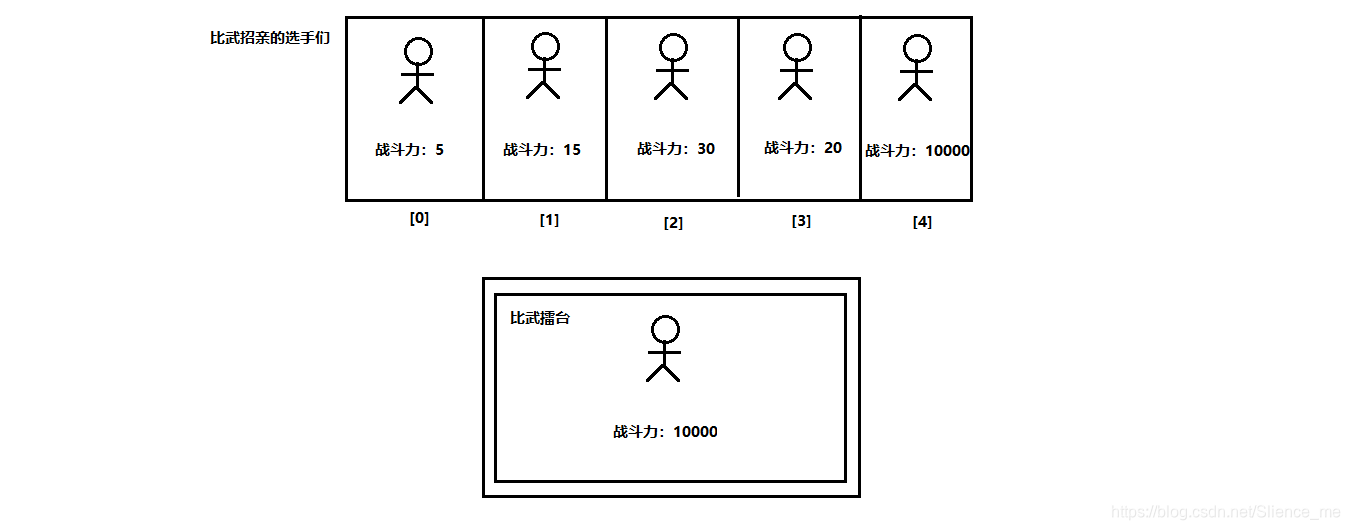 比武招亲的选手们
战斗力：5
战斗力：15
战斗力：30
战斗力：20
战斗力：10000
[0]
[1]
[2]
[3]
[4]
比武擂台
战斗力：10000
https://blog.csdn.net/Slience_me